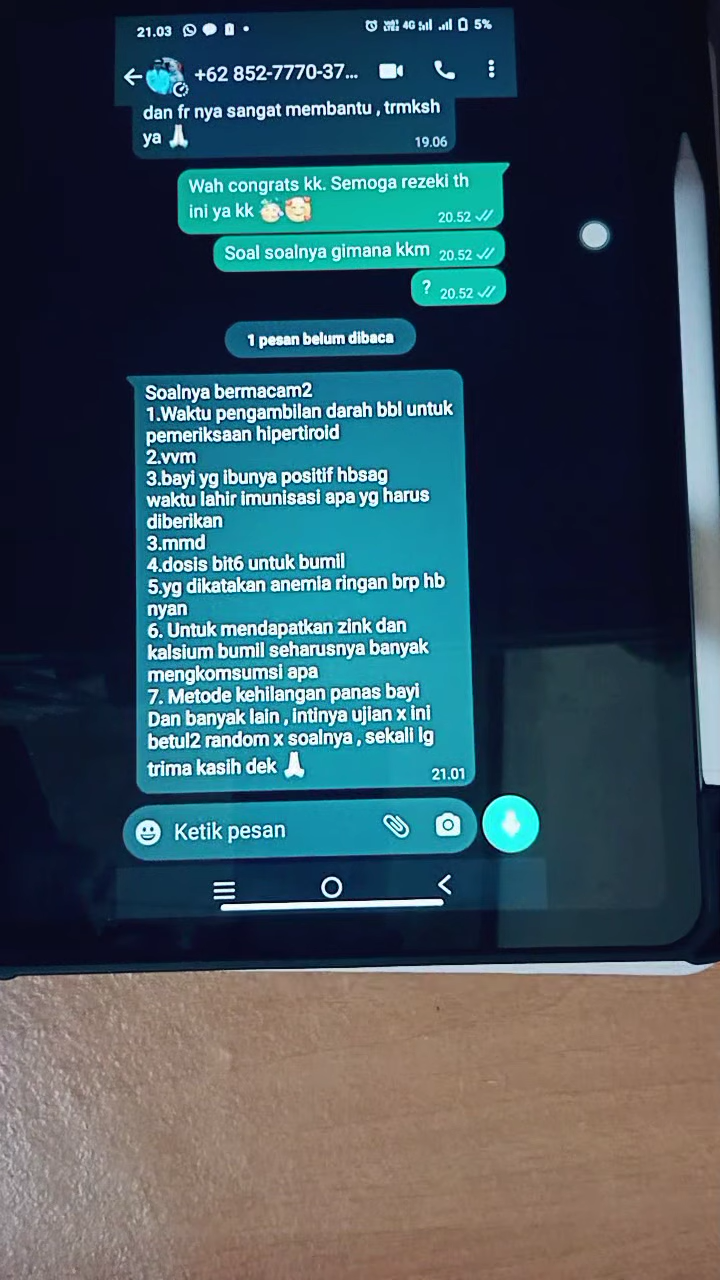 21.03 4G 5%
+62 852-7770-37...
dan fr nya sangat membantu , trmksh
ya 🙏🏻
19.06
Wah congrats kk. Semoga rezeki th
ini ya kk
20.52
Soal soalnya gimana kkm 20.52
? 20.52
1 pesan belum dibaca
Soalnya bermacam2
1.Waktu pengambilan darah bbl untuk
pemeriksaan hipertiroid
2.vvm
3.bayi yg ibunya positif hbsag
waktu lahir imunisasi apa yg harus
diberikan
3.mmd
4.dosis bit6 untuk bumil
5.yg dikatakan anemia ringan brp hb
nyan
6. Untuk mendapatkan zink dan
kalsium bumil seharusnya banyak
mengkomsumsi apa
7. Metode kehilangan panas bayi
Dan banyak lain , intinya ujian x ini
betul2 random x soalnya , sekali lg
trima kasih dek 🙏🏻
21.01
Ketik pesan